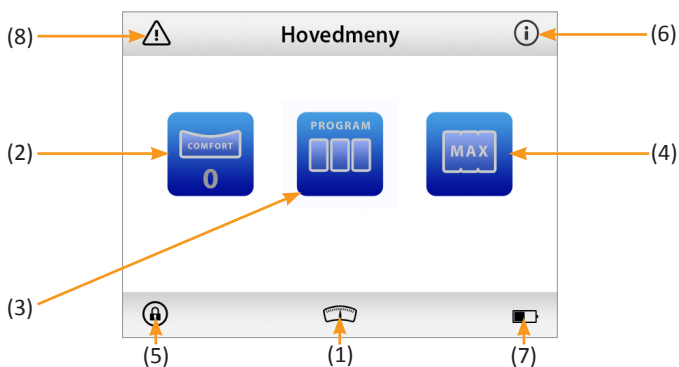 (8)
Hovedmeny
(6)
(2)
COMFORT
0
PROGRAM
MAX
(4)
(3)
(5)
(1)
(7)